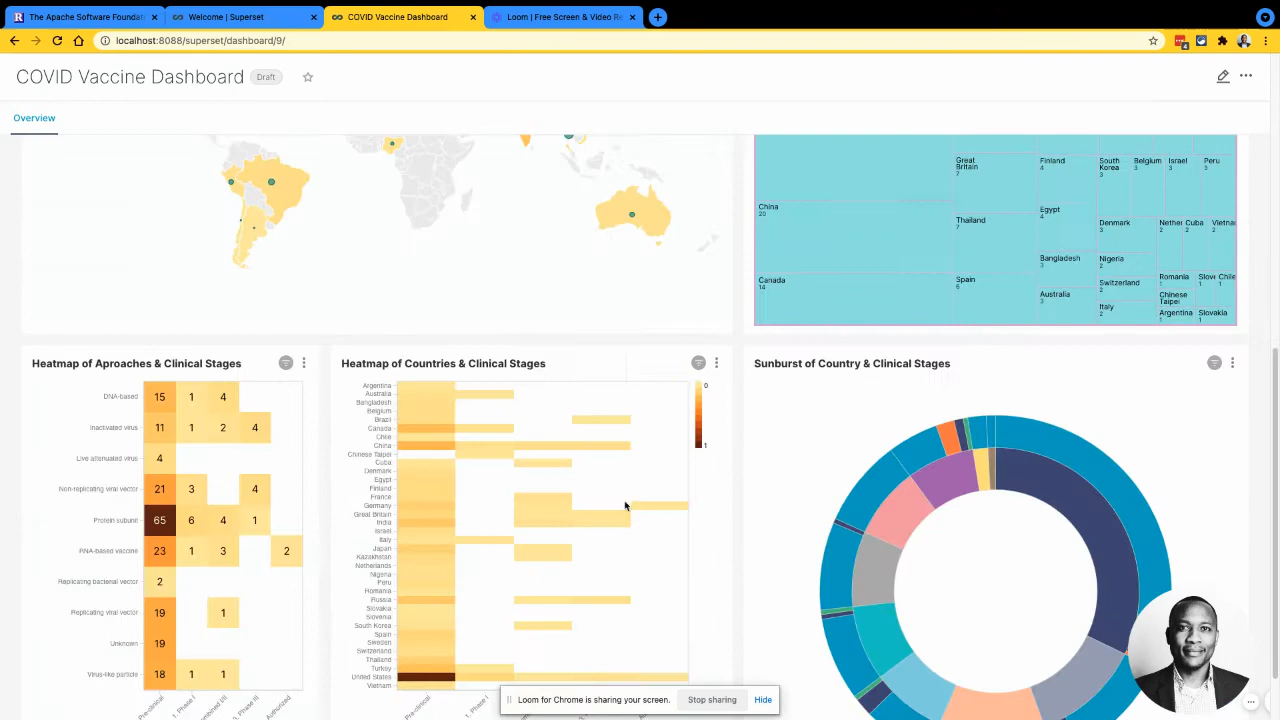 The Apache Software Foundat
Welcome | Superset
COVID Vaccine Dashboard
Loom | Free Screen & Video Re
localhost:8088/superset/dashboard/9/
COVID Vaccine Dashboard
Draft
Overview
China
20
Canada
14
Great
Britain
7
Thailand
7
Spain
6
Finland
4
Egypt
4
Bangladesh
3
Australia
3
South
Korea
3
Belgium
3
Israel
3
Peru
3
Denmark
3
Nethe
2
Cuba
2
Vietna
2
Nigeria
2
Switzerland
2
Italy
2
Romania
1
Slove
1
Chile
1
Chinese
Taipei
1
Argentina
1
Slovakia
1
Heatmap of Aproaches & Clinical Stages
DNA-based 15 1 4
Inactivated virus 11 1 2 4
Live attenuated virus 4
Non-replicating viral vector 21 3 4
Protein subunit 65 6 4 1
RNA-based vaccine 23 1 3 2
Replicating bacterial vector 2
Replicating viral vector 19 1
Unknown 19
Virus-like particle 18 1 1
Pre-clinical
1. Phase I
Authorized
Heatmap of Countries & Clinical Stages
0
1
Argentina
Australia
Bangladesh
Belgium
Brazil
Canada
Chile
China
Chinese Taipei
Cuba
Denmark
Egypt
Finland
France
Germany
Great Britain
India
Israel
Italy
Japan
Kazakhstan
Netherlands
Nigeria
Peru
Romania
Russia
Slovakia
Slovenia
South Korea
Spain
Sweden
Switzerland
Thailand
Turkey
United States
Vietnam
Sunburst of Country & Clinical Stages
Loom for Chrome is sharing your screen.
Stop sharing
Hide